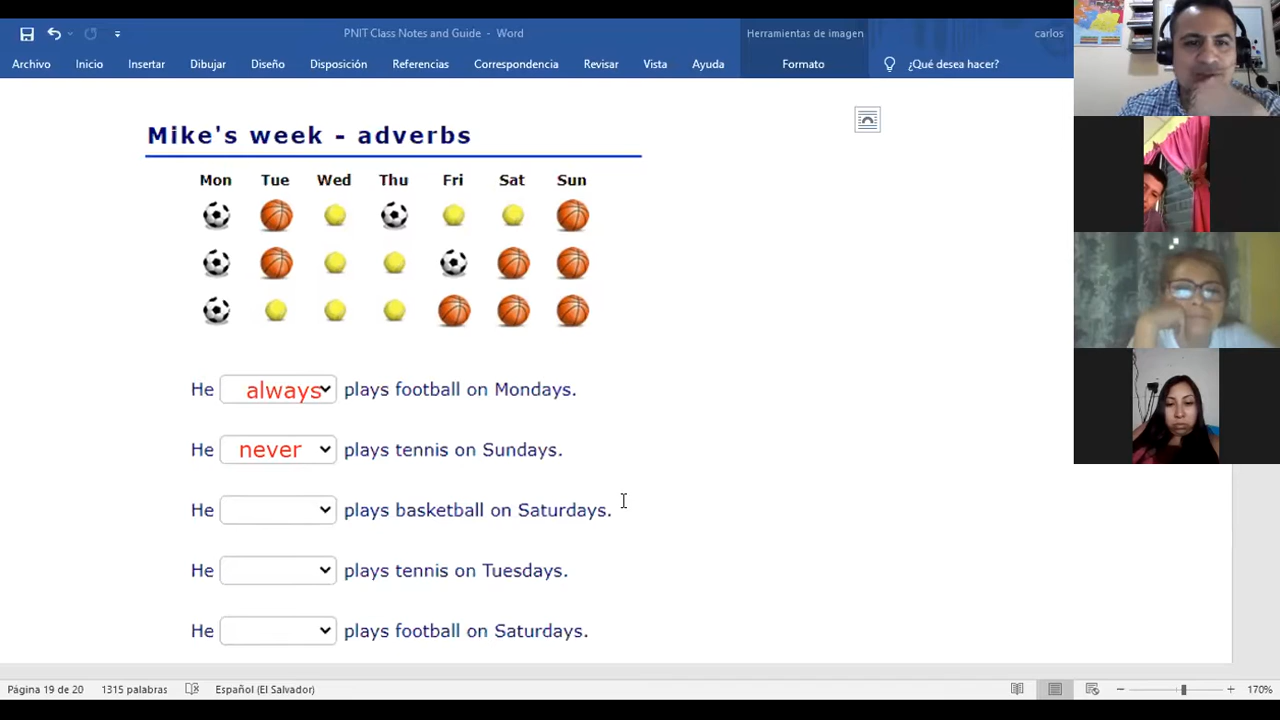 PNIT Class Notes and Guide - Word
Herramientas de imagen
carlos
Archivo Inicio Insertar Dibujar Diseño Disposición Referencias Correspondencia Revisar Vista Ayuda Formato ¿Qué desea hacer?
Mike's week - adverbs
Mon Tue Wed Thu Fri Sat Sun
He always plays football on Mondays.
He never plays tennis on Sundays.
He plays basketball on Saturdays.
He plays tennis on Tuesdays.
He plays football on Saturdays.
Página 19 de 20 1315 palabras Español (El Salvador) 170%